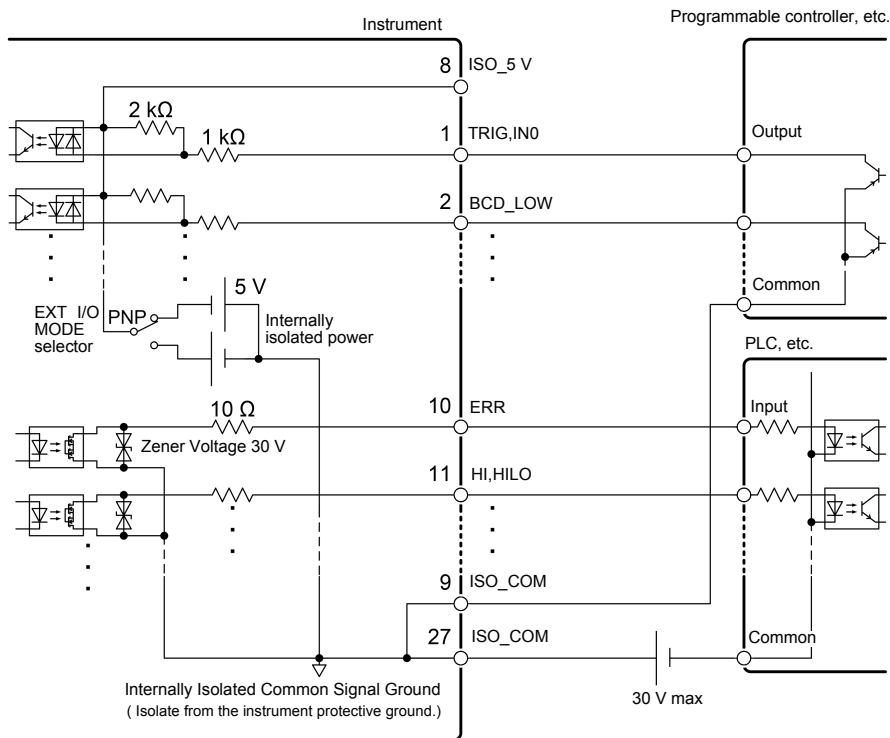 Instrument
Programmable controller, etc.
8 ISO_5 V
2 kΩ
1 kΩ
1 TRIG,IN0
Output
2 BCD_LOW
Common
5 V
EXT I/O
MODE
selector
PNP
Internally
isolated power
PLC, etc.
10 Ω
10 ERR
Input
Zener Voltage 30 V
11 HI,HILO
9 ISO_COM
27 ISO_COM
Common
Internally Isolated Common Signal Ground
( Isolate from the instrument protective ground.)
30 V max